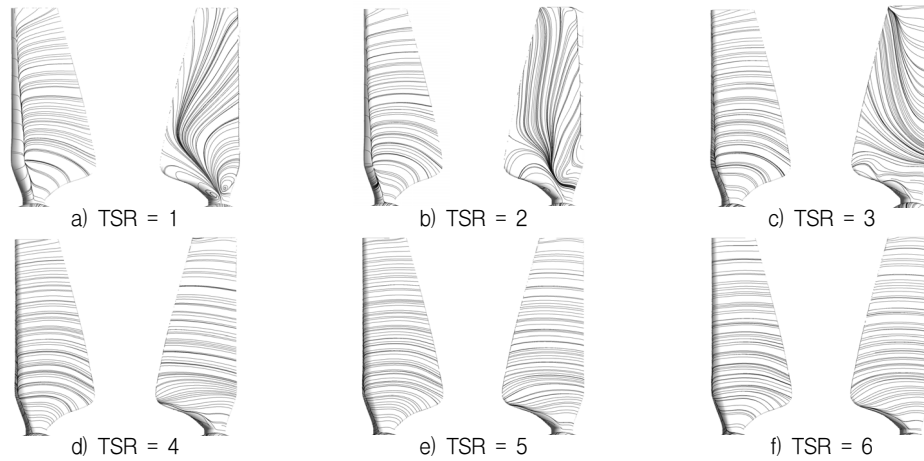 a) TSR = 1
b) TSR = 2
c) TSR = 3
d) TSR = 4
e) TSR = 5
f) TSR = 6